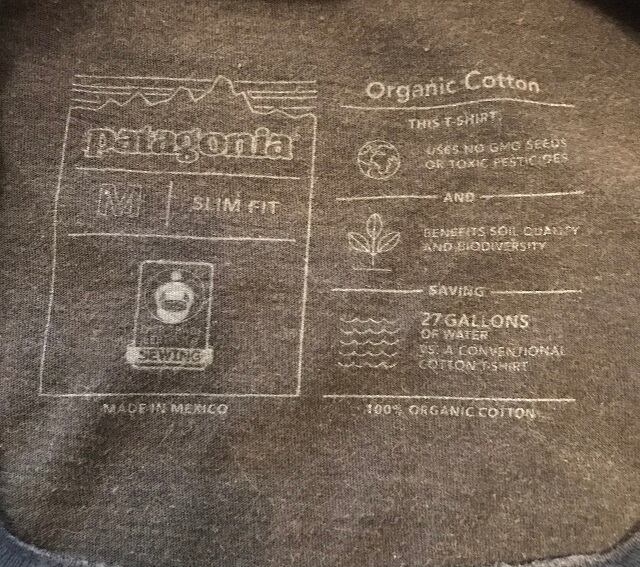 patagonia
M | SLIM FIT
SEWING
MADE IN MEXICO
Organic Cotton
THIS T-SHIRT
USES NO GMO SEEDS
OR TOXIC PESTICIDES
AND
BENEFITS SOIL QUALITY
AND BIODIVERSITY
SAVING
27 GALLONS
OF WATER
VS. A CONVENTIONAL
COTTON T-SHIRT
100% ORGANIC COTTON